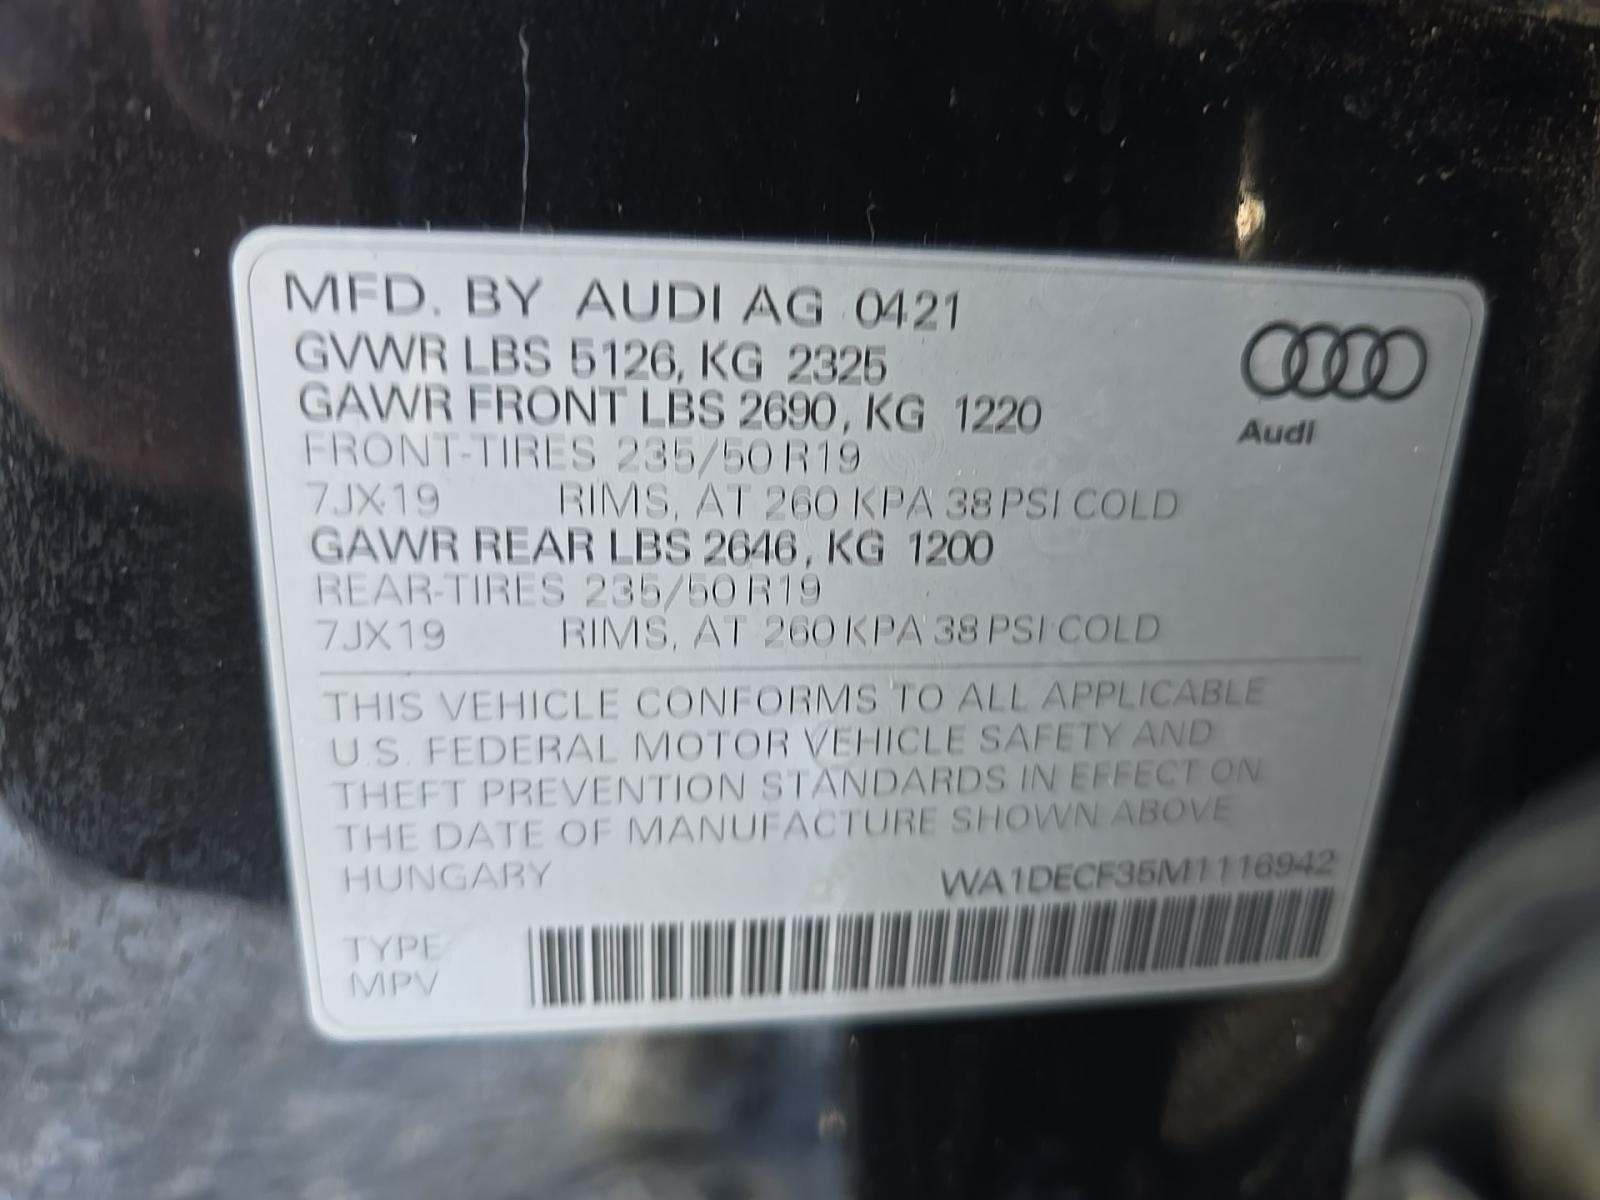 MFD. BY AUDI AG 0421
GVWR LBS 5126, KG 2325
GAWR FRONT LBS 2690, KG 1220
FRONT-TIRES 235/50 R19
7JX19 RIMS, AT 260 KPA 38 PSI COLD
GAWR REAR LBS 2646, KG 1200
REAR-TIRES 235/50 R19
7JX19 RIMS, AT 260 KPA 38 PSI COLD
Audi
THIS VEHICLE CONFORMS TO ALL APPLICABLE
U.S. FEDERAL MOTOR VEHICLE SAFETY AND
THEFT PREVENTION STANDARDS IN EFFECT ON
THE DATE OF MANUFACTURE SHOWN ABOVE
HUNGARY WA1DECF35M1116942
TYPE
MPV